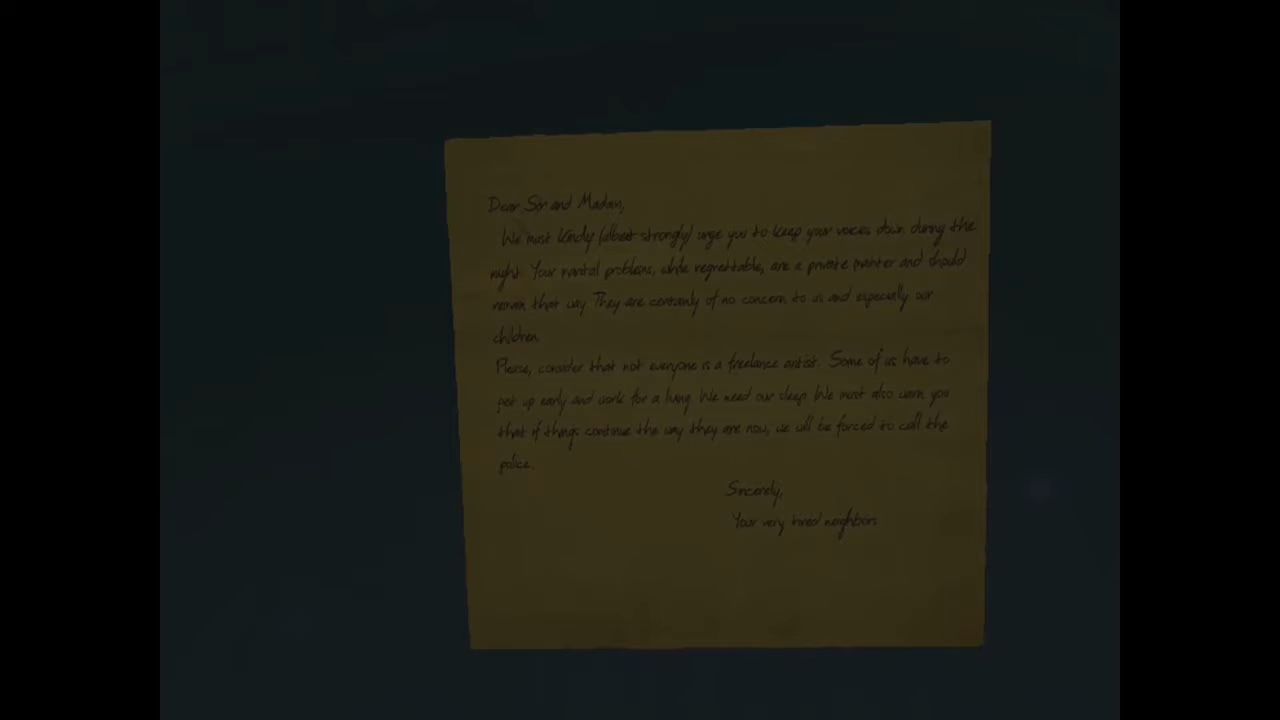 Dear Sir and Madam,
We must kindly (albeit strongly) urge you to keep your voices down during the
night. Your marital problems, while regrettable, are a private matter and should
remain that way. They are certainly of no concern to us and especially our
children.
Please, consider that not everyone is a freelance artist. Some of us have to
get up early and work for a living. We need our sleep. We must also warn you
that if things continue the way they are now, we will be forced to call the
police.
Sincerely,
Your very tired neighbors